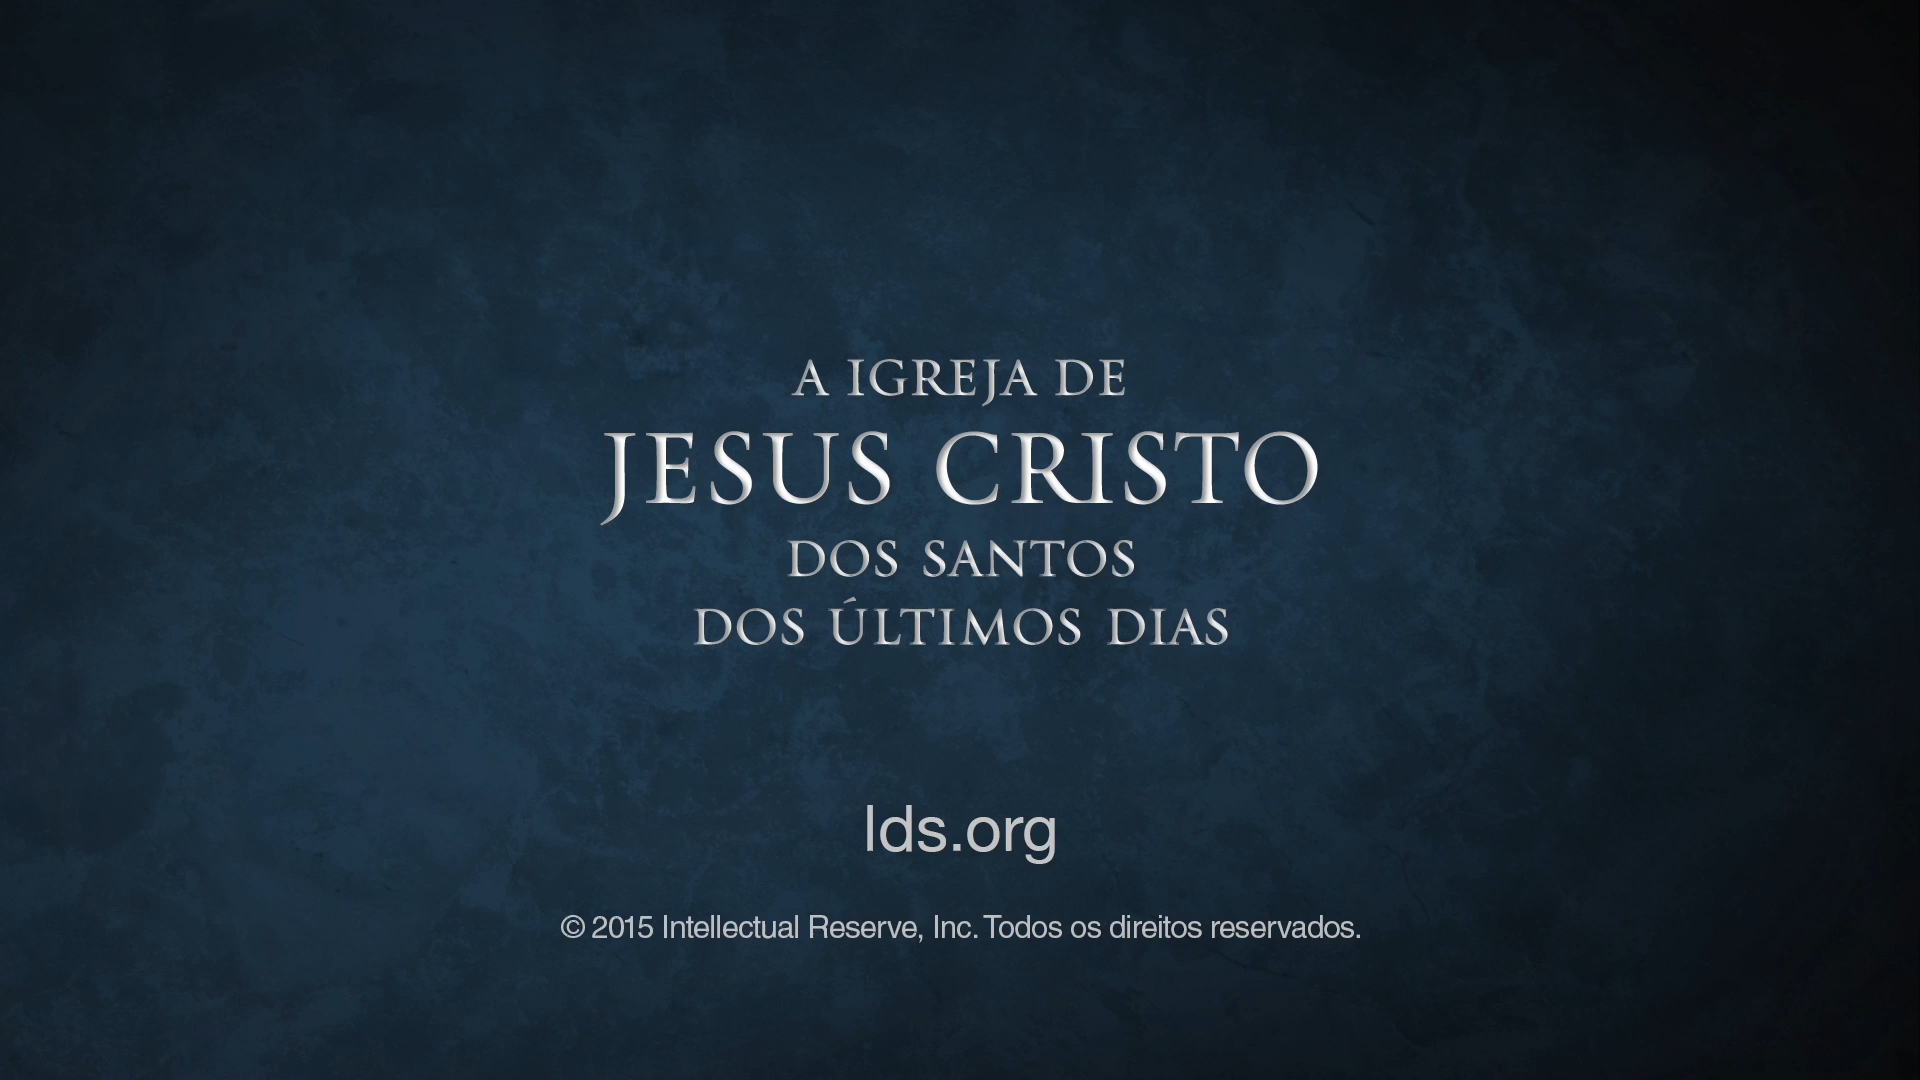 A IGREJA DE
JESUS CRISTO
DOS SANTOS
DOS ÚLTIMOS DIAS
lds.org
© 2015 Intellectual Reserve, Inc. Todos os direitos reservados.